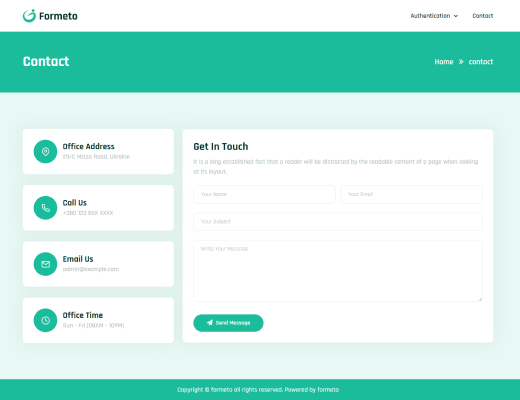 Formeto
Authentication
Contact
Contact
Home » contact
Office Address
25/C Mizao Road, Ukraine
Call Us
+380 123 65X XXXX
Email Us
admin@example.com
Office Time
Sun - Fri (08AM - 10PM)
Get In Touch
It is a long established fact that a reader will be distracted by the readable content of a page when looking
at its layout.
Your Name
Your Email
Your Subject
Write Your Message
Send Message
Copyright © formeto all rights reserved. Powered by formeto